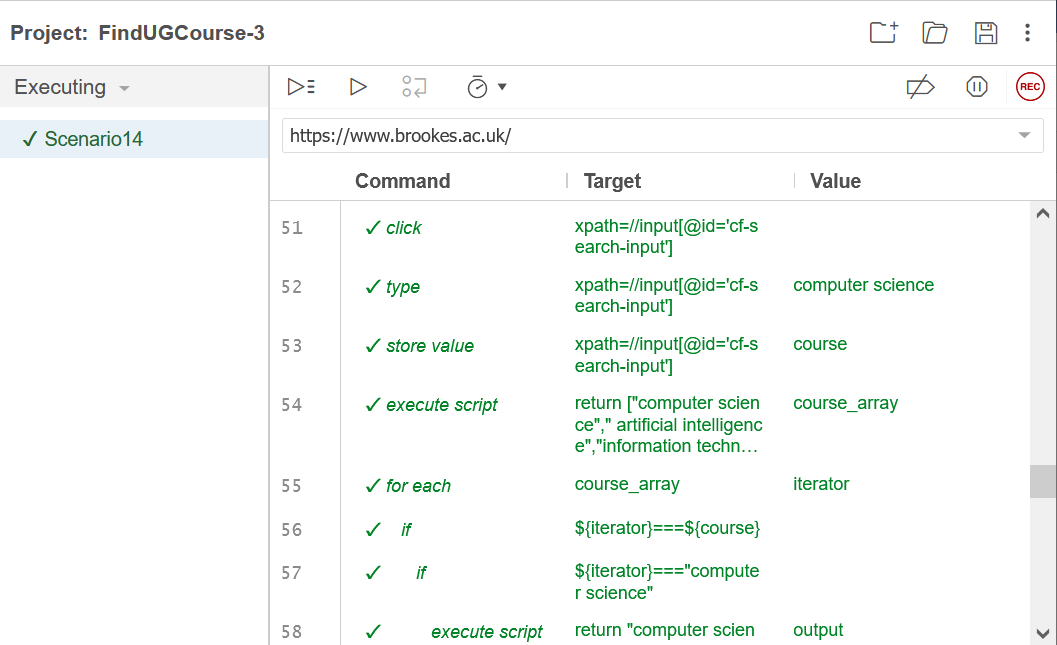 Project: FindUGCourse-3
Executing
✓ Scenario14
REC
https://www.brookes.ac.uk/
Command Target Value
51 ✓ click xpath=//input[@id='cf-s
earch-input']
52 ✓ type xpath=//input[@id='cf-s computer science
earch-input']
53 ✓ store value xpath=//input[@id='cf-s course
earch-input']
54 ✓ execute script return ["computer scien course_array
ce"," artificial intelligenc
e","information techn…
55 ✓ for each course_array iterator
56 ✓ if ${iterator}===${course}
57 ✓ if ${iterator}==="compute
r science"
58 ✓ execute script return "computer scien output